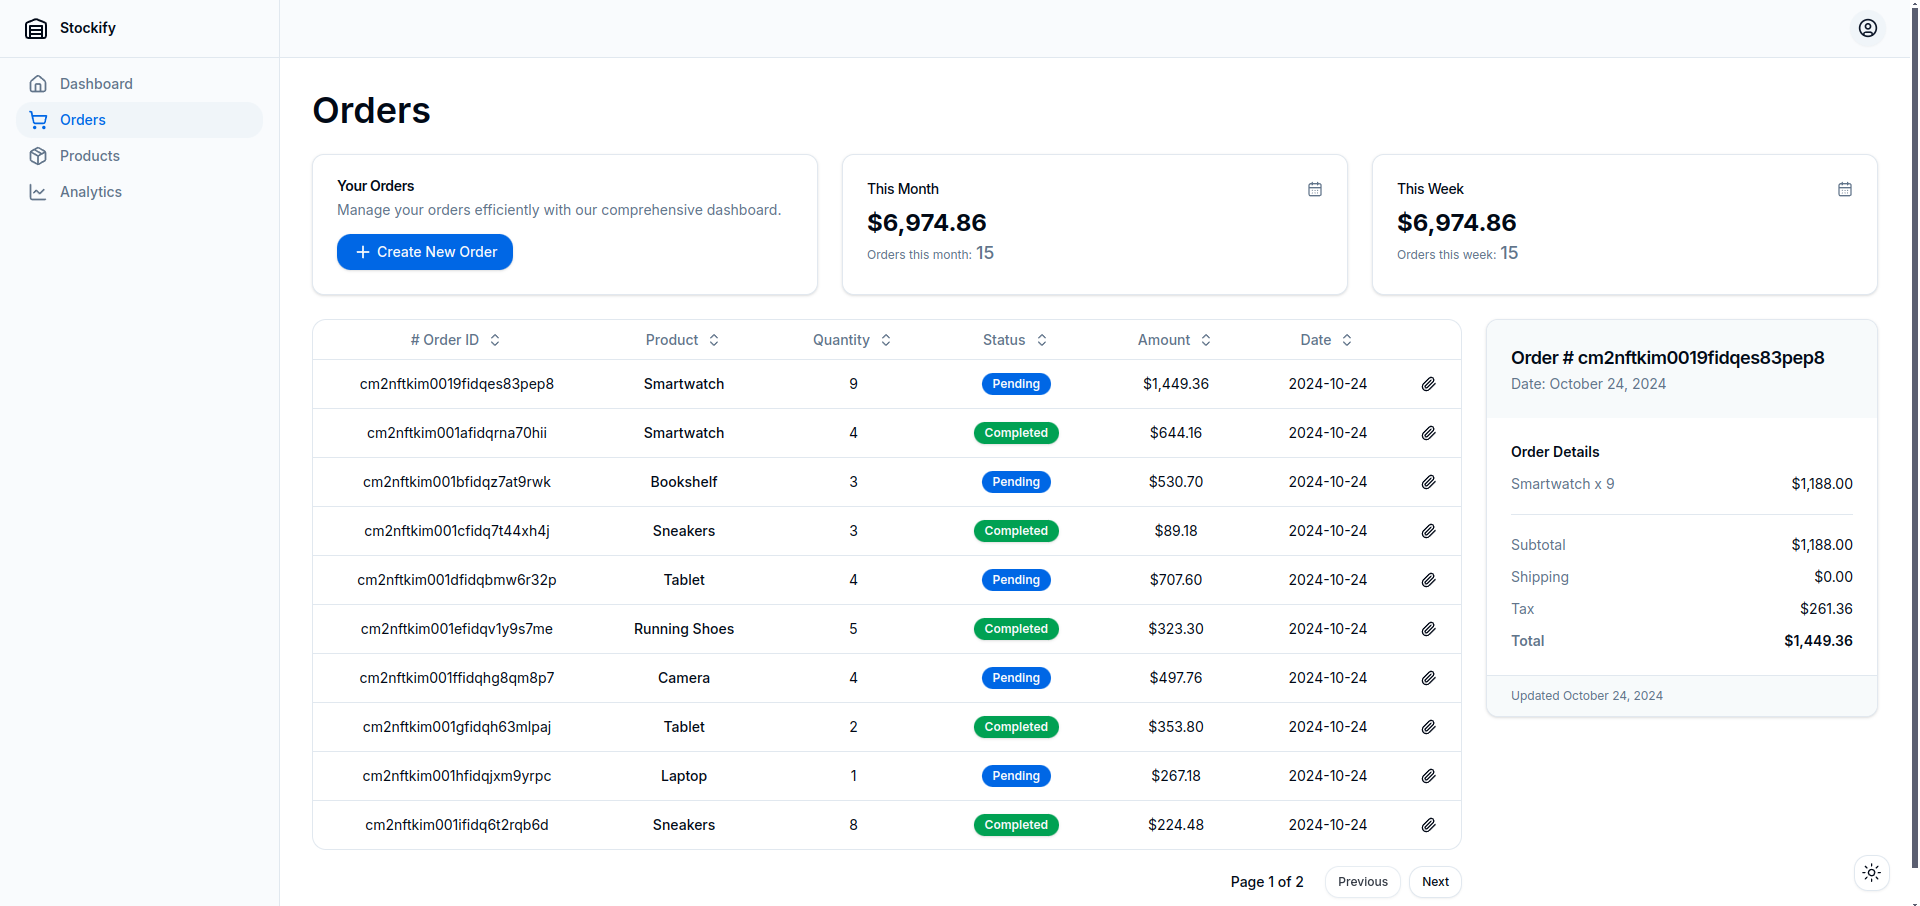 Stockify
Dashboard
Orders
Products
Analytics
Orders
Your Orders
Manage your orders efficiently with our comprehensive dashboard.
Create New Order
This Month
$6,974.86
Orders this month: 15
This Week
$6,974.86
Orders this week: 15
# Order ID Product Quantity Status Amount Date
cm2nftkim0019fidqes83pep8 Smartwatch 9 Pending $1,449.36 2024-10-24
cm2nftkim001afidqrna70hii Smartwatch 4 Completed $644.16 2024-10-24
cm2nftkim001bfidqz7at9rwk Bookshelf 3 Pending $530.70 2024-10-24
cm2nftkim001cfidq7t44xh4j Sneakers 3 Completed $89.18 2024-10-24
cm2nftkim001dfidqbmw6r32p Tablet 4 Pending $707.60 2024-10-24
cm2nftkim001efidqv1y9s7me Running Shoes 5 Completed $323.30 2024-10-24
cm2nftkim001ffidqhg8qm8p7 Camera 4 Pending $497.76 2024-10-24
cm2nftkim001gfidqh63mlpaj Tablet 2 Completed $353.80 2024-10-24
cm2nftkim001hfidqjxm9yrpc Laptop 1 Pending $267.18 2024-10-24
cm2nftkim001ifidq6t2rqb6d Sneakers 8 Completed $224.48 2024-10-24
Page 1 of 2 Previous Next
Order # cm2nftkim0019fidqes83pep8
Date: October 24, 2024
Order Details
Smartwatch x 9 $1,188.00
Subtotal $1,188.00
Shipping $0.00
Tax $261.36
Total $1,449.36
Updated October 24, 2024